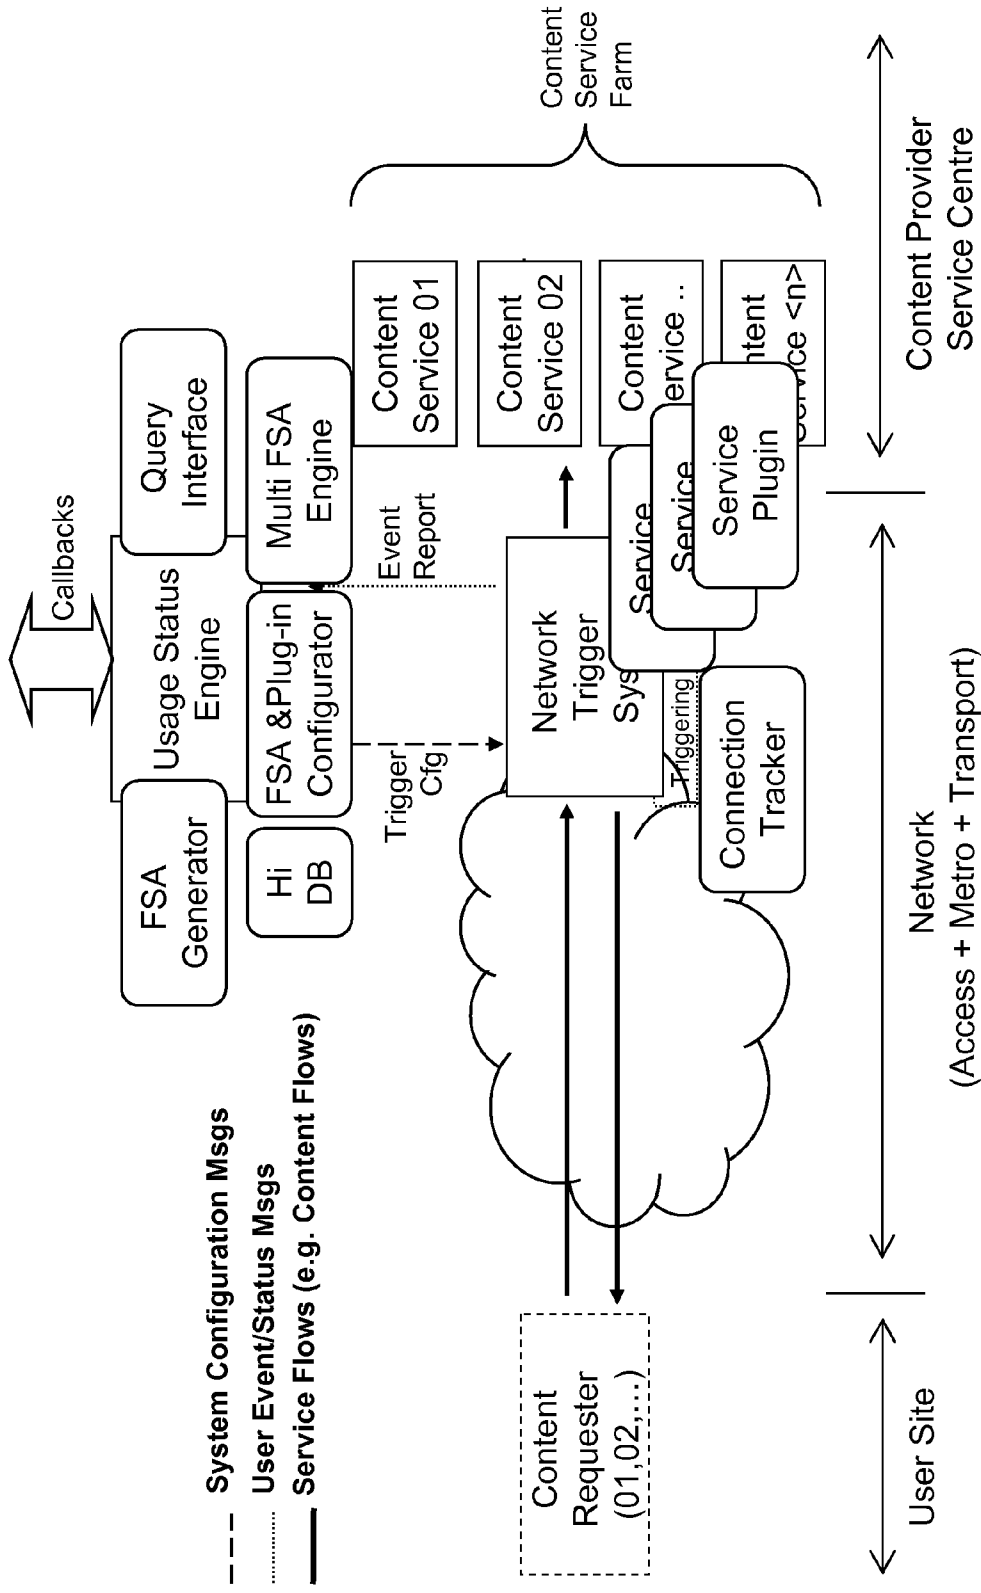 System Configuration Msgs
User Event/Status Msgs
Service Flows (e.g. Content Flows)
Callbacks
FSA
Generator
Usage Status
Engine
Query
Interface
Hi
DB
FSA &Plug-in
Configurator
Multi FSA
Engine
Trigger
Cfg
Event
Report
Content
Service 01
Content
Service 02
Content
ervice ..
ntent
Service <n>
Content
Service
Farm
Network
Trigger
Sys
Service
Service
Service
Plugin
Triggering
Connection
Tracker
Content
Requester
(01,02,...)
User Site
Network
(Access + Metro + Transport)
Content Provider
Service Centre